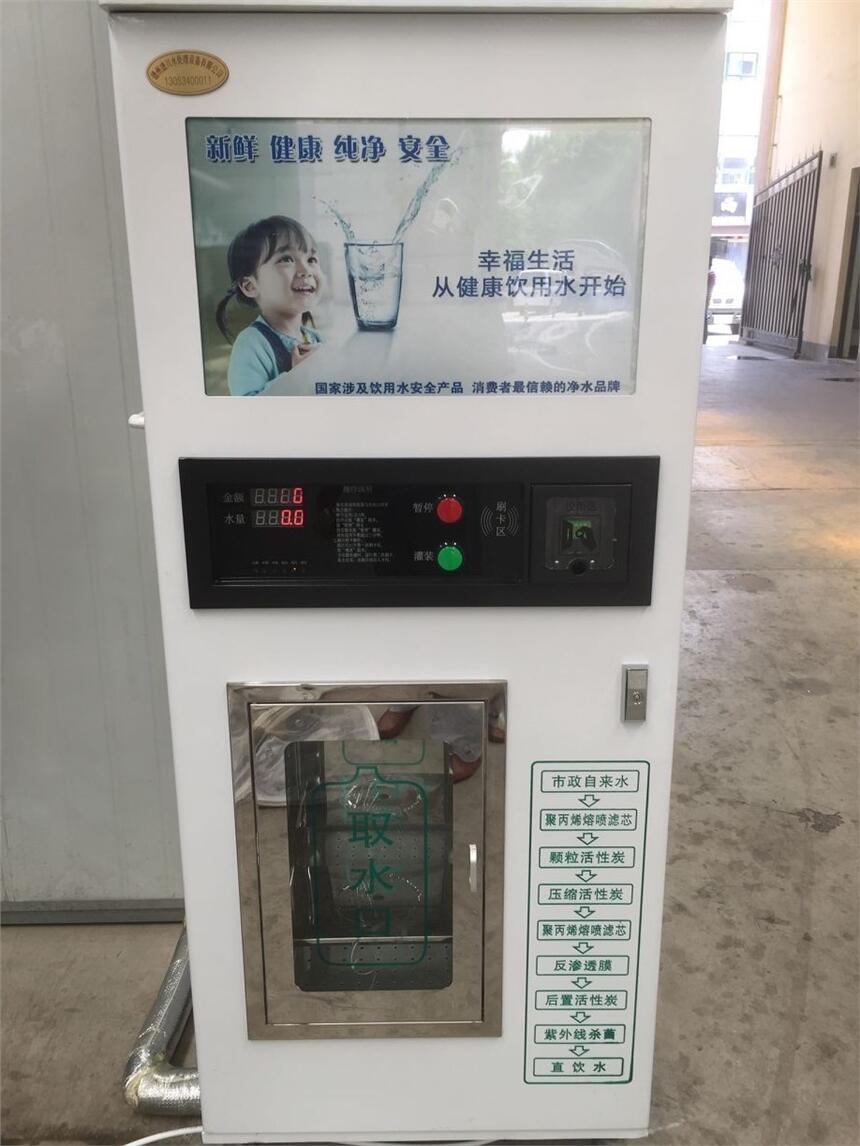 13053400011
新鲜 健康 纯净 安全
幸福生活
从健康饮用水开始
国家涉及饮用水安全产品 消费者最信赖的净水品牌
金额
水量 0.0
暂停
灌装
刷卡区
取水口
市政自来水
聚丙烯熔喷滤芯
颗粒活性炭
压缩活性炭
聚丙烯熔喷滤芯
反渗透膜
后置活性炭
紫外线杀菌
直饮水